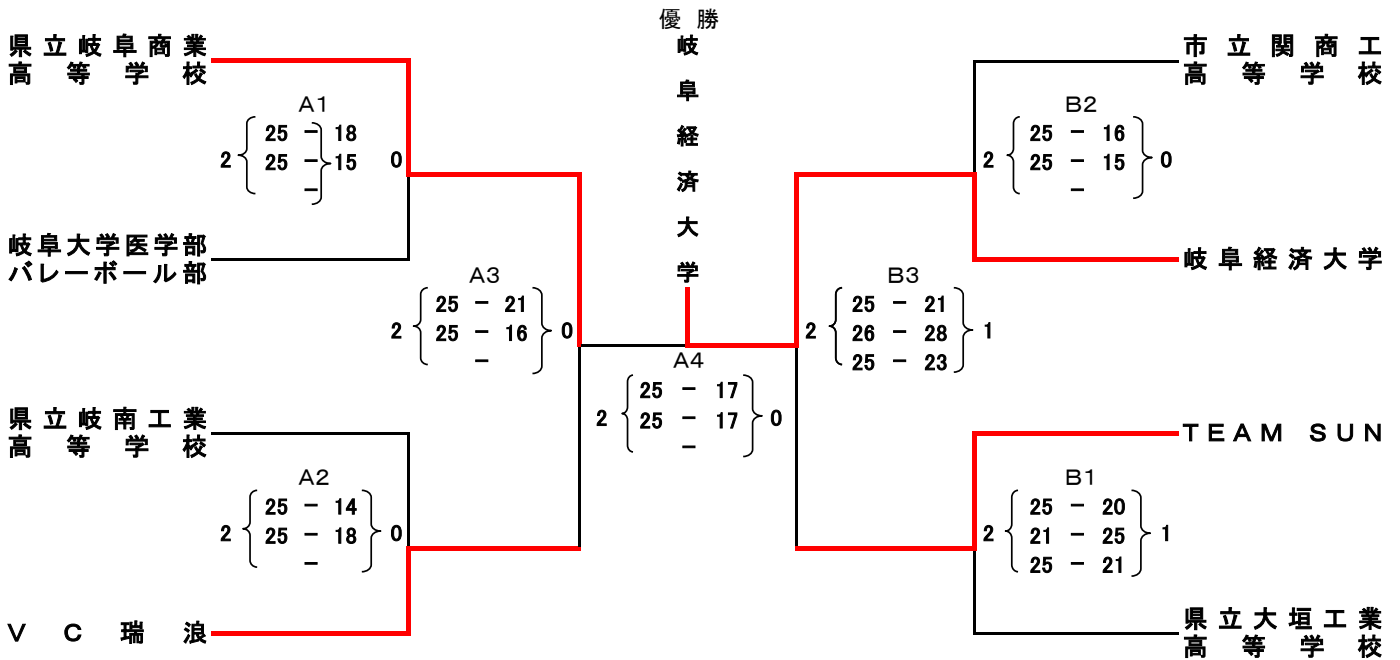 優勝
岐阜経済大学
県立岐阜商業
高等学校
A1
2 25 - 18 0
25 - 15
-
岐阜大学医学部
バレーボール部
A3
2 25 - 21 0
25 - 16
-
県立岐南工業
高等学校
A2
2 25 - 14 0
25 - 18
-
VC瑞浪
A4
2 25 - 17 0
25 - 17
-
市立関商工
高等学校
B2
2 25 - 16 0
25 - 15
-
岐阜経済大学
B3
2 25 - 21 1
26 - 28
25 - 23
TEAM SUN
B1
2 25 - 20 1
21 - 25
25 - 21
県立大垣工業
高等学校